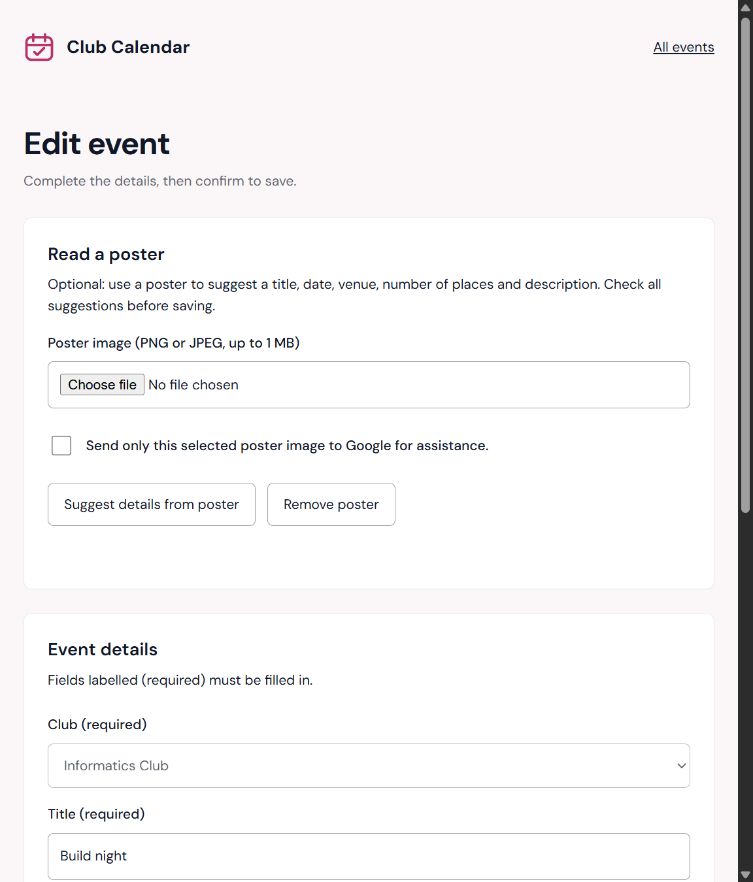 Club Calendar
All events
Edit event
Complete the details, then confirm to save.
Read a poster
Optional: use a poster to suggest a title, date, venue, number of places and description. Check all
suggestions before saving.
Poster image (PNG or JPEG, up to 1 MB)
Choose file No file chosen
Send only this selected poster image to Google for assistance.
Suggest details from poster
Remove poster
Event details
Fields labelled (required) must be filled in.
Club (required)
Informatics Club
Title (required)
Build night